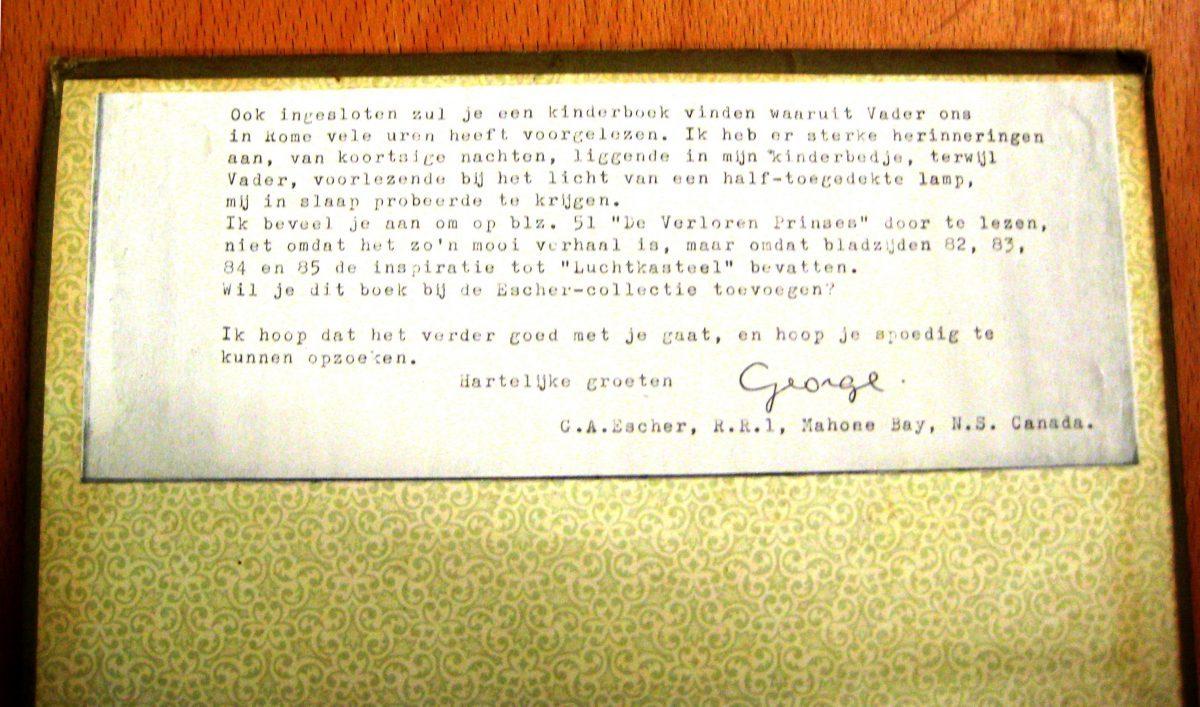 Ook ingesloten zul je een kinderboek vinden waaruit Vader ons
in Rome vele uren heeft voorgelezen. Ik heb er sterke herinneringen
aan, van koortsige nachten, liggende in mijn kinderbedje, terwijl
Vader, voorlezende bij het licht van een half-toegedekte lamp,
mij in slaap probeerde te krijgen.
Ik beveel je aan om op blz. 51 "De Verloren Prinses" door te lezen,
niet omdat het zo'n mooi verhaal is, maar omdat bladzijden 82, 83,
84 en 85 de inspiratie tot "Luchtkasteel" bevatten.
Wil je dit boek bij de Escher-collectie toevoegen?
Ik hoop dat het verder goed met je gaat, en hoop je spoedig te
kunnen opzoeken.
Hartelijke groeten George.
G.A.Escher, R.R.1, Mahone Bay, N.S. Canada.